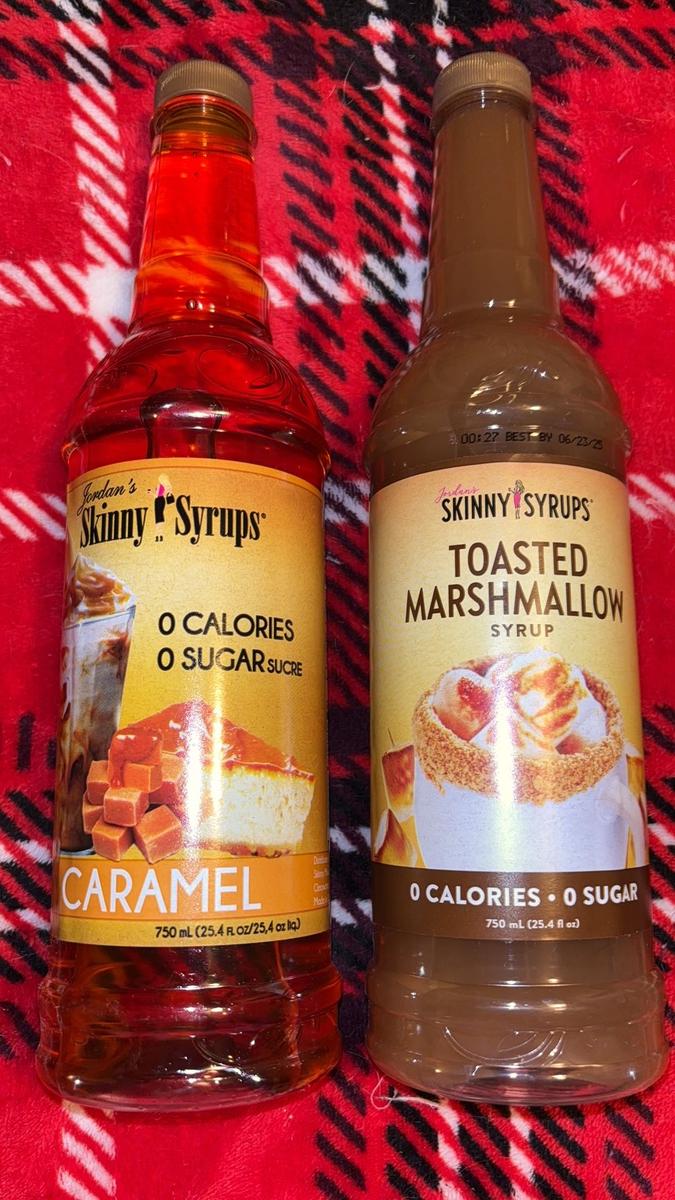 Jordan's
Skinny Syrups®
0 CALORIES
0 SUGAR SUCRE
CARAMEL
750 mL (25.4 FL OZ/25,4 oz liq.)
00:27 BEST BY 06/23/25
Jordan's
SKINNY SYRUPS®
TOASTED
MARSHMALLOW
SYRUP
0 CALORIES • 0 SUGAR
750 mL (25.4 fl oz)